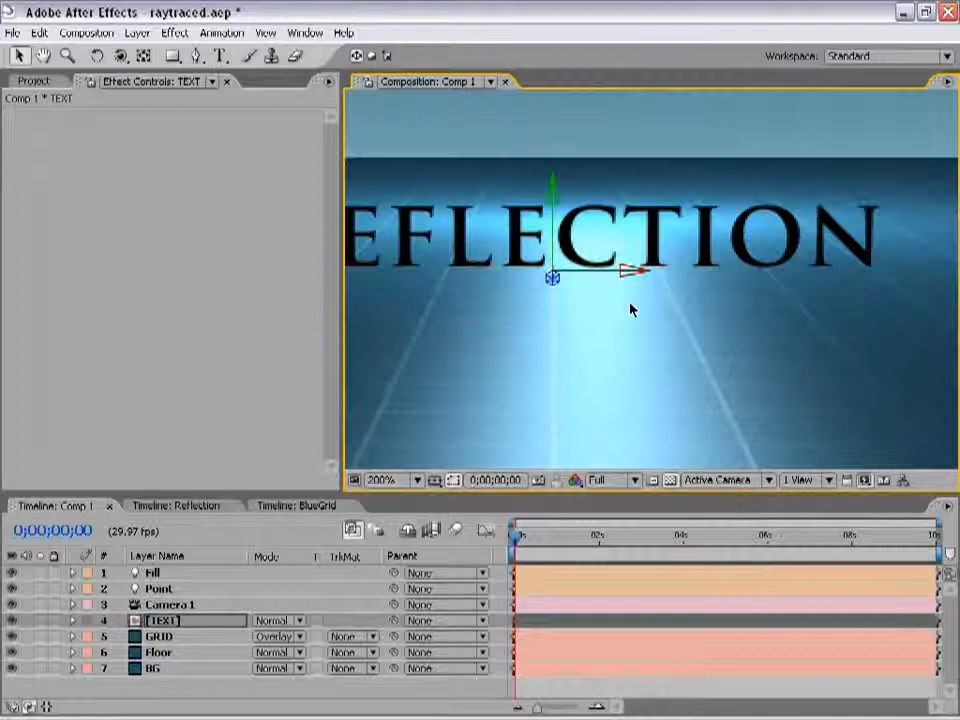 Adobe After Effects - raytraced.aep *
File Edit Composition Layer Effect Animation View Window Help
Workspace: Standard
Project Effect Controls: TEXT Composition: Comp 1
Comp 1 * TEXT
EFLECTION
200% 0;00;00;00 Full Active Camera 1 View
Timeline: Comp 1 Timeline: Reflection Timeline: BlueGrid
0;00;00;00 (29.97 fps)
0s 02s 04s 06s 08s 10s
# Layer Name Mode T TrkMat Parent
1 Fill None
2 Point None
3 Camera 1 None
4 [TEXT] Normal None
5 GRID Overlay None None
6 Floor Normal None None
7 BG Normal None None